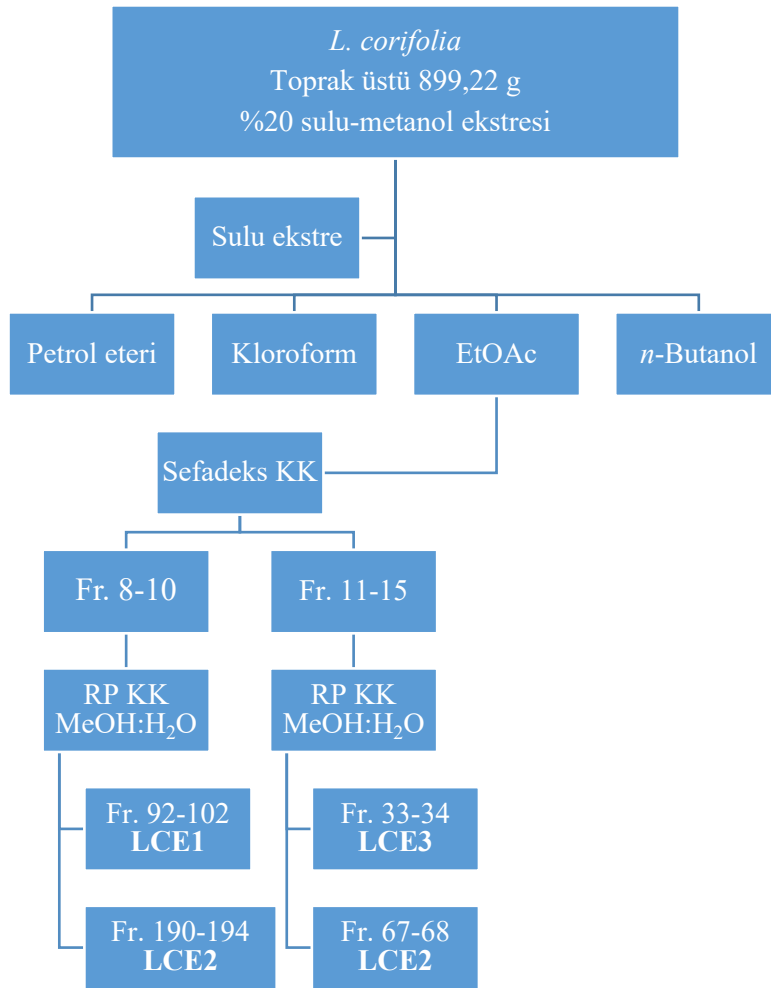 L. corifolia
Toprak üstü 899,22 g
%20 sulu-metanol ekstresi
Sulu ekstre
Petrol eteri
Kloroform
EtOAc
n-Butanol
Sefadeks KK
Fr. 8-10
Fr. 11-15
RP KK
MeOH:H₂O
RP KK
MeOH:H₂O
Fr. 92-102
LCE1
Fr. 33-34
LCE3
Fr. 190-194
LCE2
Fr. 67-68
LCE2